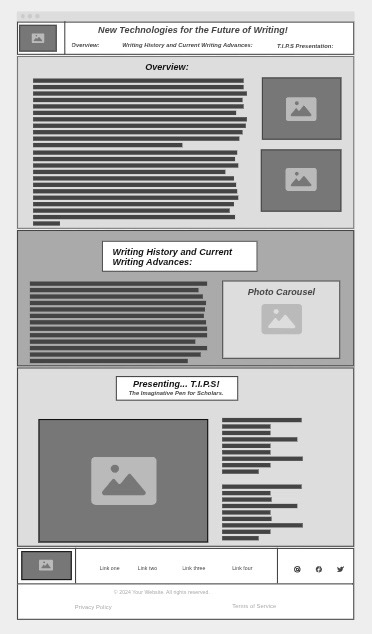 New Technologies for the Future of Writing!
Overview: Writing History and Current Writing Advances: T.I.P.S Presentation:
Overview:
Writing History and Current
Writing Advances:
Photo Carousel
Presenting... T.I.P.S!
The Imaginative Pen for Scholars.
Link one Link two Link three Link four
© 2024 Your Website. All rights reserved.
Privacy Policy Terms of Service